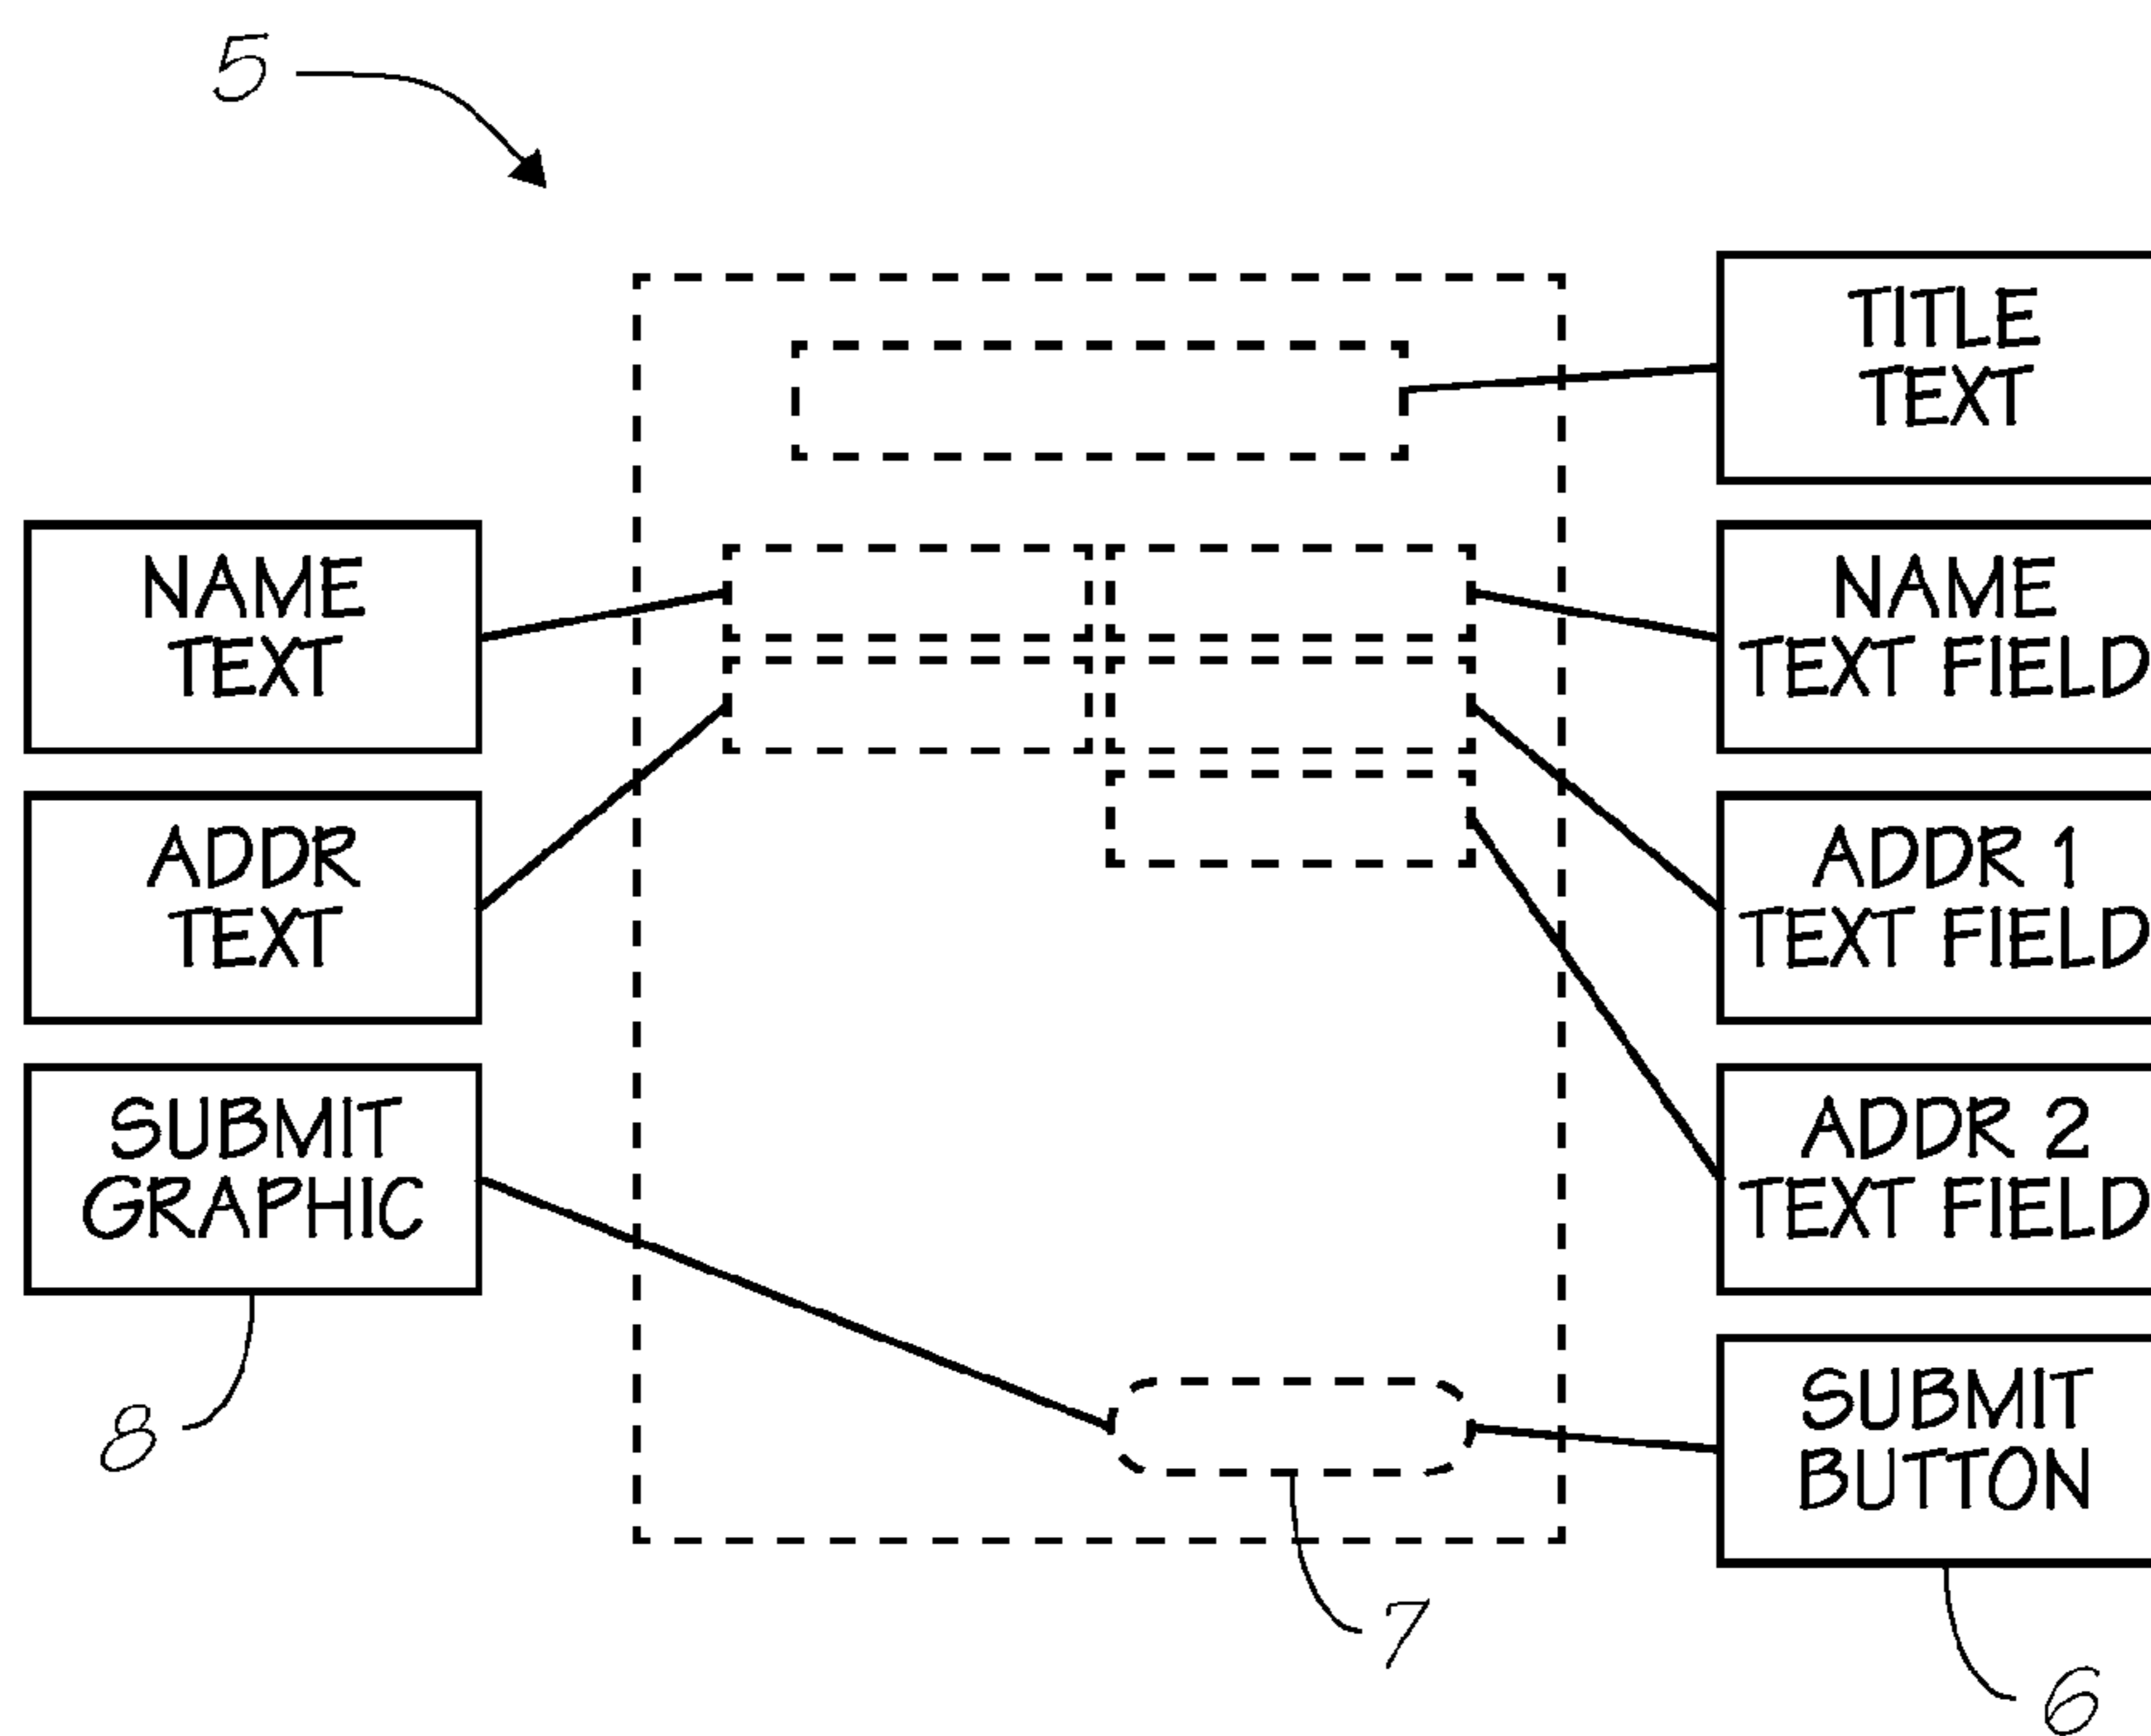 5
TITLE
TEXT
NAME
TEXT
NAME
TEXT FIELD
ADDR
TEXT
ADDR 1
TEXT FIELD
SUBMIT
GRAPHIC
ADDR 2
TEXT FIELD
SUBMIT
BUTTON
8
7
6